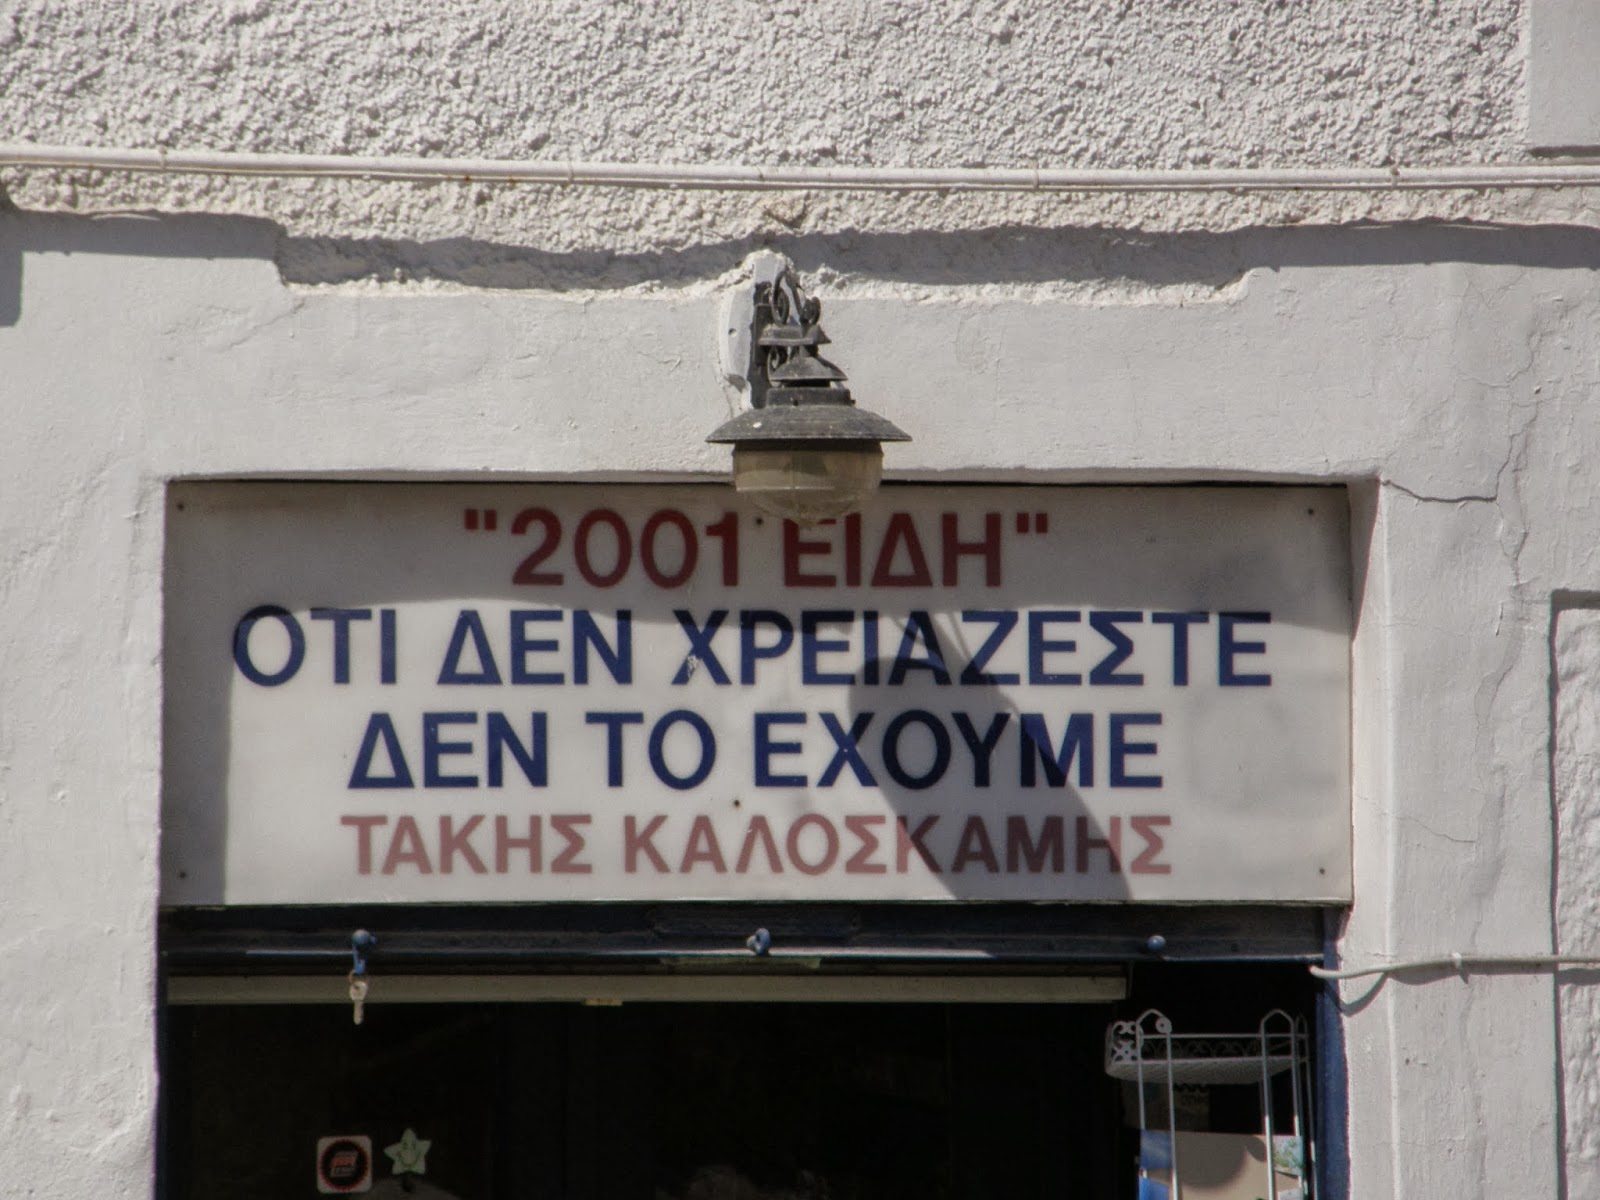 "2001 ΕΙΔΗ"
ΟΤΙ ΔΕΝ ΧΡΕΙΑΖΕΣΤΕ
ΔΕΝ ΤΟ ΕΧΟΥΜΕ
ΤΑΚΗΣ ΚΑΛΟΣΚΑΜΗΣ